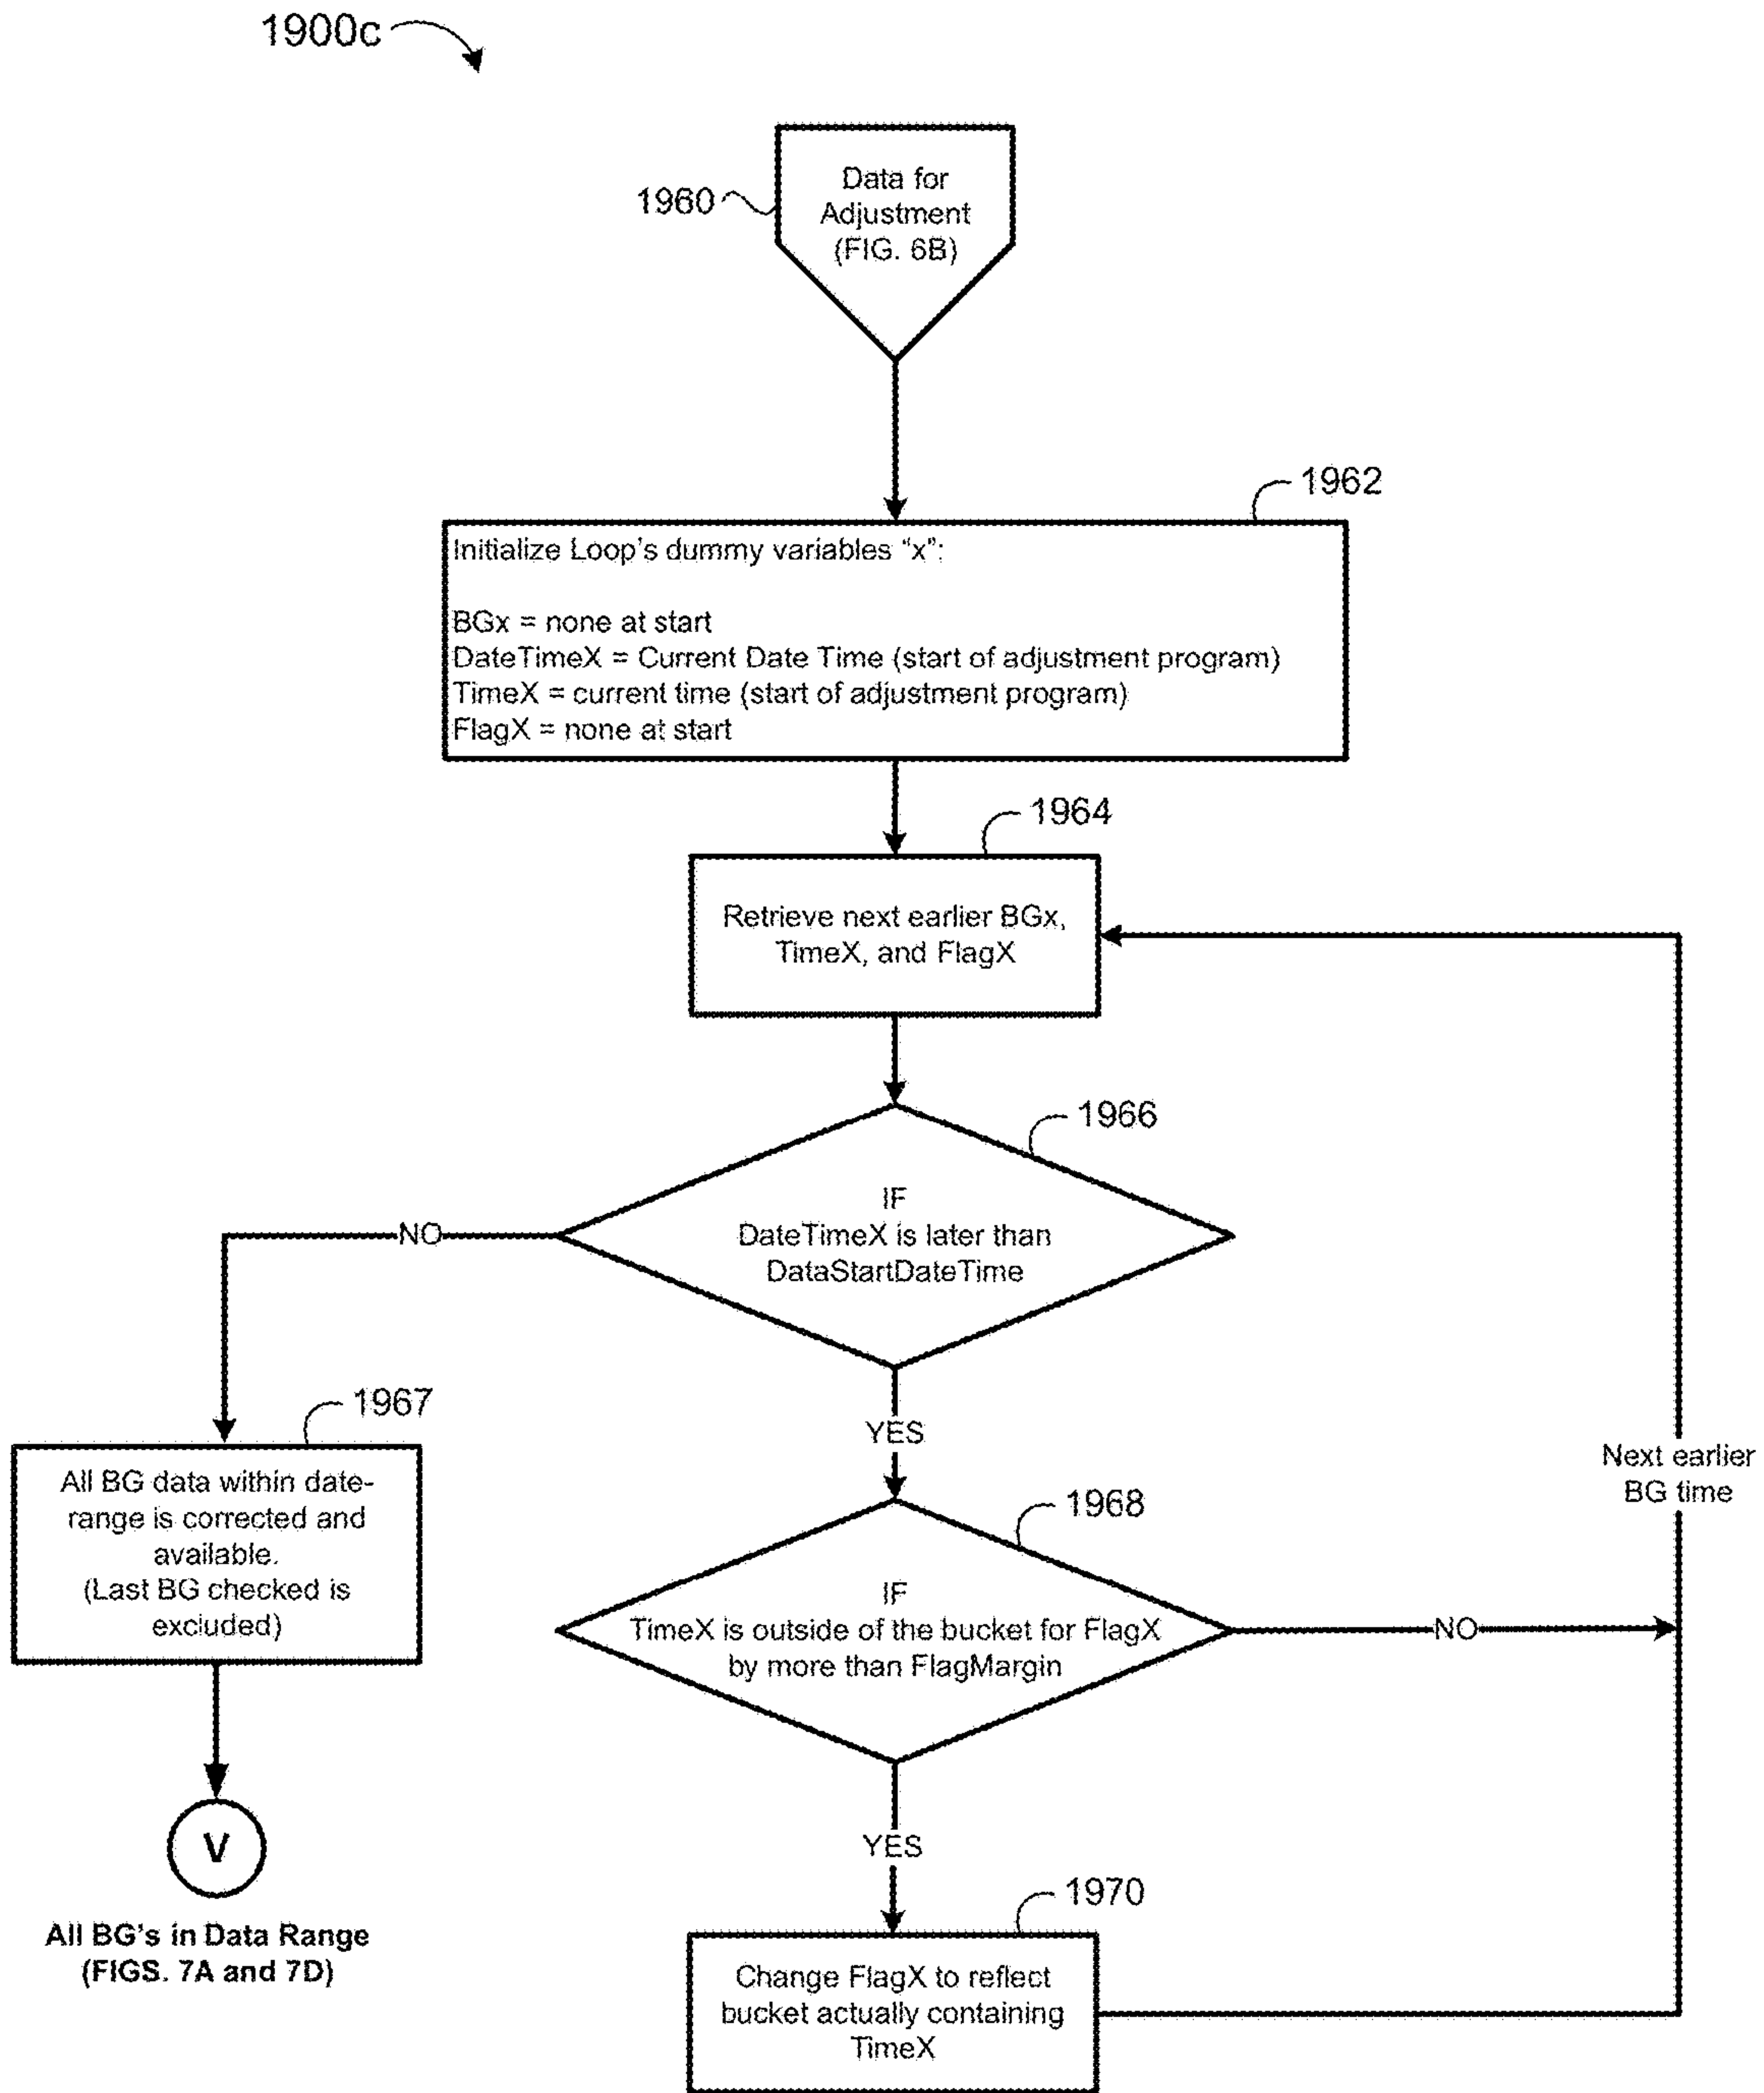 1900c
1960
Data for
Adjustment
(FIG. 6B)
1962
Initialize Loop's dummy variables "x":
BGx = none at start
DateTimeX = Current Date Time (start of adjustment program)
TimeX = current time (start of adjustment program)
FlagX = none at start
1964
Retrieve next earlier BGx,
TimeX, and FlagX
1966
IF
DateTimeX is later than
DataStartDateTime
NO
YES
1967
All BG data within date-
range is corrected and
available.
(Last BG checked is
excluded)
V
All BG's in Data Range
(FIGS. 7A and 7D)
1968
IF
TimeX is outside of the bucket for FlagX
by more than FlagMargin
NO
Next earlier
BG time
YES
1970
Change FlagX to reflect
bucket actually containing
TimeX